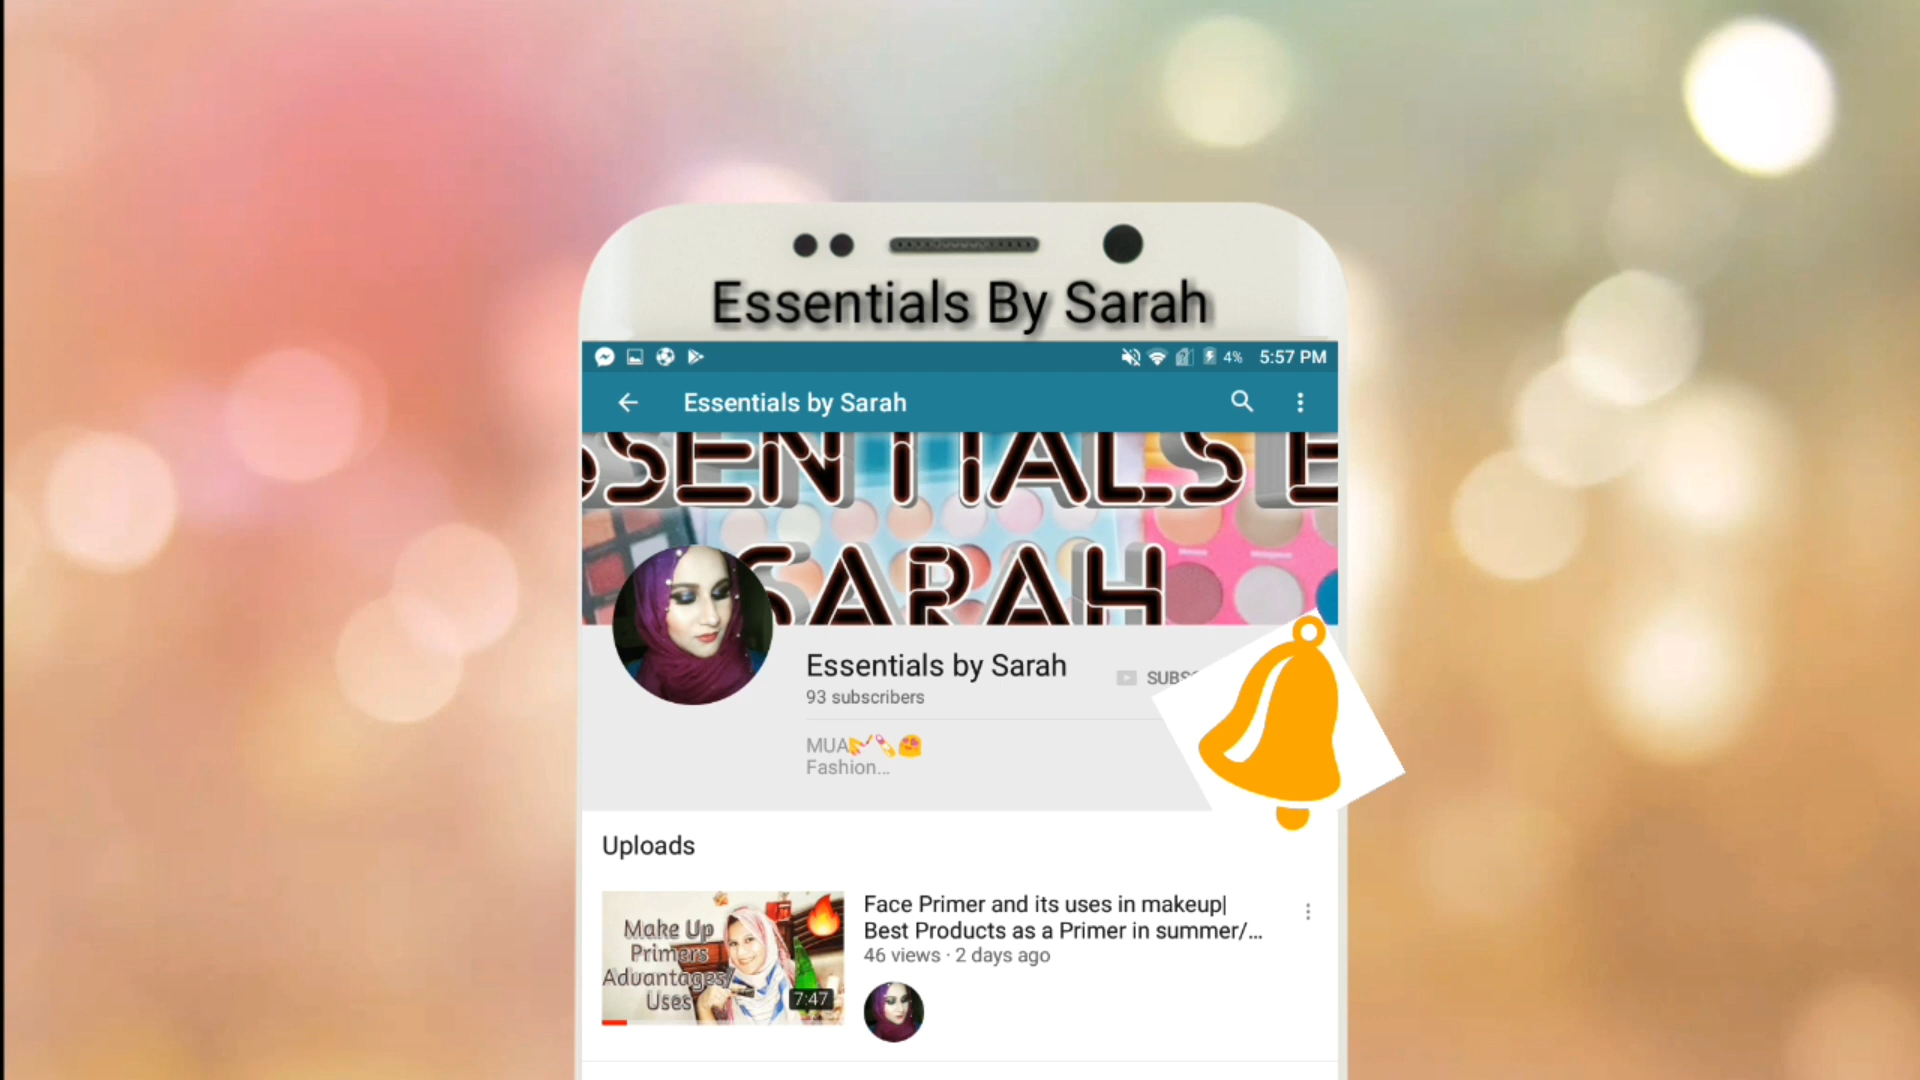 Essentials By Sarah
4% 5:57 PM
Essentials by Sarah
SSENTIALS B
SARAH
Essentials by Sarah
93 subscribers
MUA💅💄😍
Fashion...
Uploads
Make Up
Primers
Advantages/
Uses
7:47
Face Primer and its uses in makeup|
Best Products as a Primer in summer/...
46 views · 2 days ago